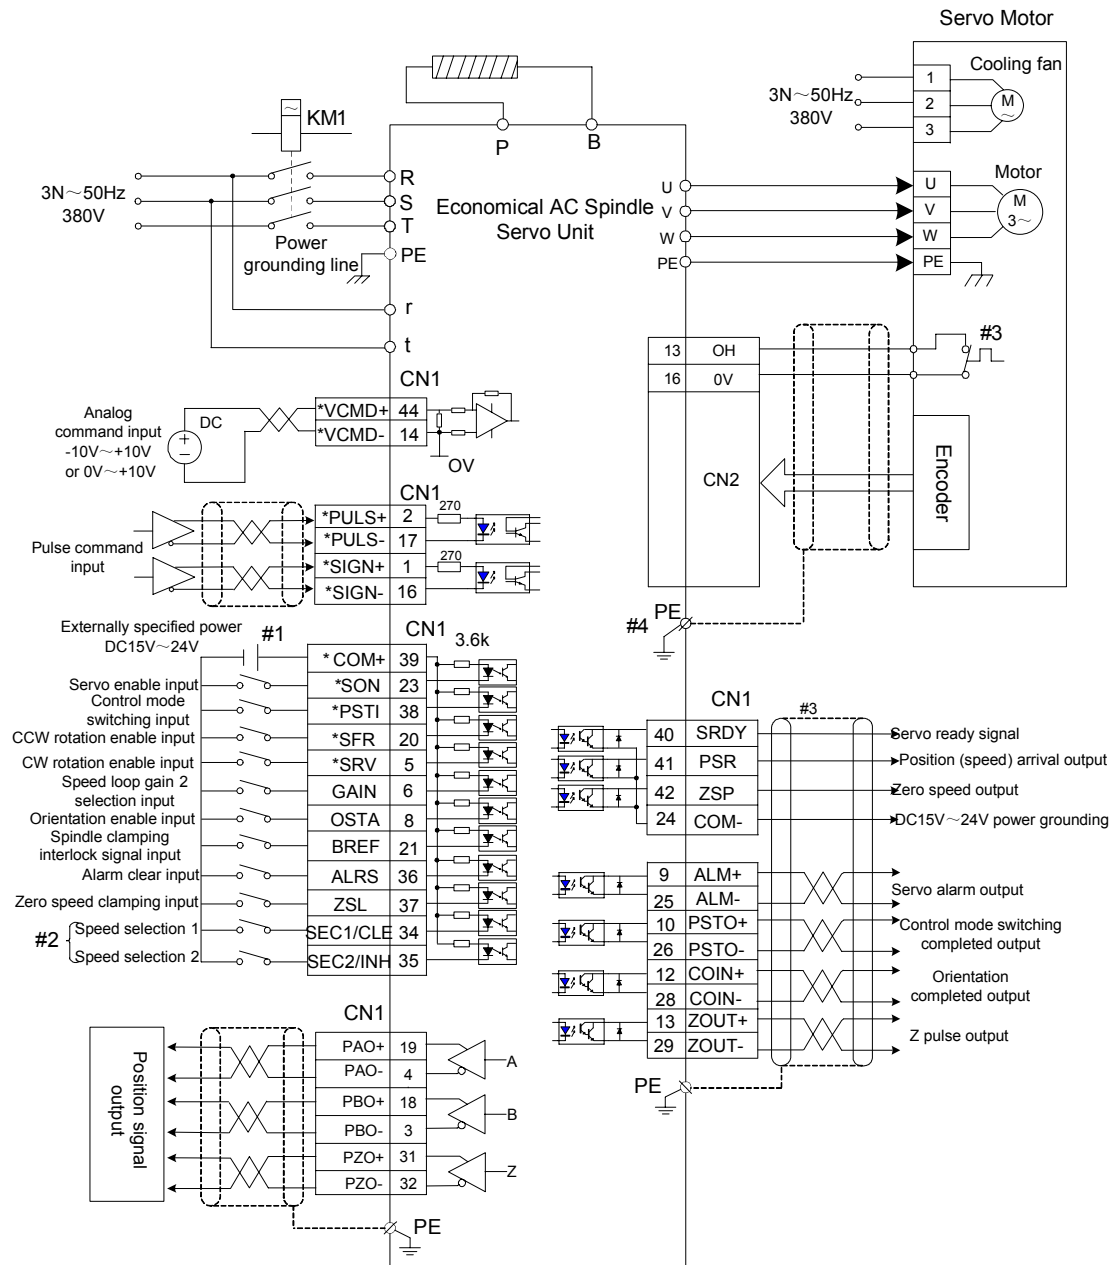 Servo Motor
Cooling fan
1
2
3
M
~
3N～50Hz
380V
KM1
~
P
B
3N～50Hz
380V
R
S
T
PE
Power
grounding line
r
t
Economical AC Spindle
Servo Unit
U
V
W
PE
U
V
W
PE
Motor
M
3～
13 OH
16 0V
CN2
#3
Encoder
PE
#4
CN1
Analog
command input
-10V～+10V
or 0V～+10V
DC
+
-
*VCMD+ 44
*VCMD- 14
OV
CN1
Pulse command
input
*PULS+ 2
*PULS- 17
*SIGN+ 1
*SIGN- 16
270
270
CN1
3.6k
Externally specified power
DC15V～24V
#1
*COM+ 39
Servo enable input *SON 23
Control mode
switching input *PSTI 38
CCW rotation enable input *SFR 20
CW rotation enable input *SRV 5
Speed loop gain 2
selection input GAIN 6
Orientation enable input OSTA 8
Spindle clamping
interlock signal input BREF 21
Alarm clear input ALRS 36
Zero speed clamping input ZSL 37
#2
Speed selection 1 SEC1/CLE 34
Speed selection 2 SEC2/INH 35
CN1
Position signal
output
PAO+ 19
PAO- 4
A
PBO+ 18
PBO- 3
B
PZO+ 31
PZO- 32
Z
PE
CN1
#3
40 SRDY Servo ready signal
41 PSR Position (speed) arrival output
42 ZSP Zero speed output
24 COM- DC15V～24V power grounding
9 ALM+
25 ALM-
Servo alarm output
10 PSTO+
26 PSTO-
Control mode switching
completed output
12 COIN+
28 COIN-
Orientation
completed output
13 ZOUT+
29 ZOUT-
Z pulse output
PE